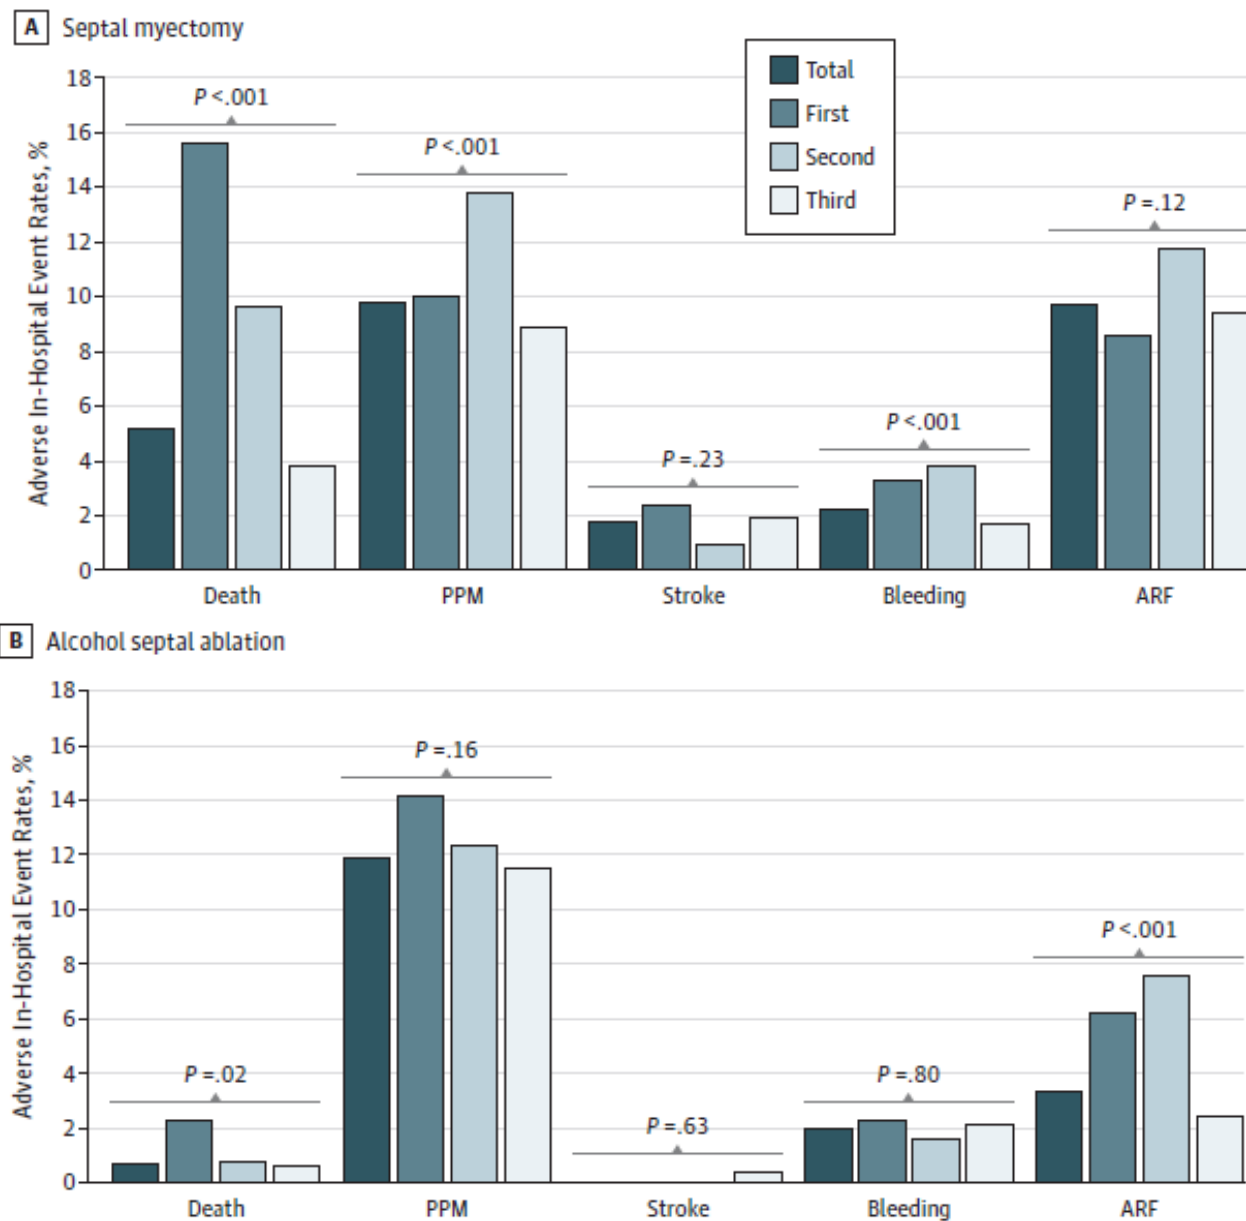 A Septal myectomy
Total
First
Second
Third
Adverse In-Hospital Event Rates, %
18
16
14
12
10
8
6
4
2
0
P <.001
P <.001
P =.23
P <.001
P =.12
Death PPM Stroke Bleeding ARF
B Alcohol septal ablation
Adverse In-Hospital Event Rates, %
18
16
14
12
10
8
6
4
2
0
P =.02
P =.16
P =.63
P =.80
P <.001
Death PPM Stroke Bleeding ARF